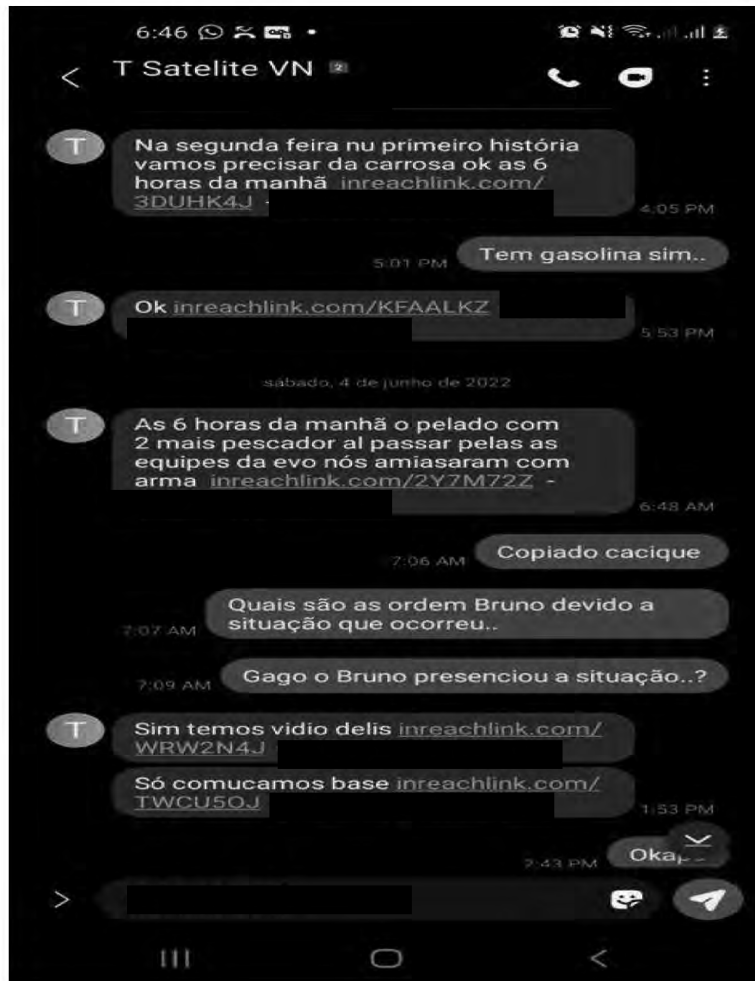 6:46
T Satelite VN 2
T
Na segunda feira nu primeiro história
vamos precisar da carrosa ok as 6
horas da manhã inreachlink.com/
3DUHK4J -
4:05 PM
Tem gasolina sim..
5:01 PM
T
Ok inreachlink.com/KFAALKZ
5:53 PM
sábado, 4 de junho de 2022
T
As 6 horas da manhã o pelado com
2 mais pescador al passar pelas as
equipes da evo nós amiasaram com
arma inreachlink.com/2Y7M72Z -
6:48 AM
Copiado cacique
7:06 AM
Quais são as ordem Bruno devido a
situação que ocorreu..
7:07 AM
Gago o Bruno presenciou a situação..?
7:09 AM
T
Sim temos vidio delis inreachlink.com/
WRW2N4J
Só comucamos base inreachlink.com/
TWCU5OJ
1:53 PM
2:43 PM